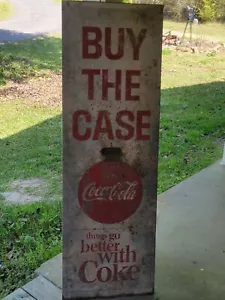 BUY
THE
CASE
Coca-Cola
things go
better
with
Coke